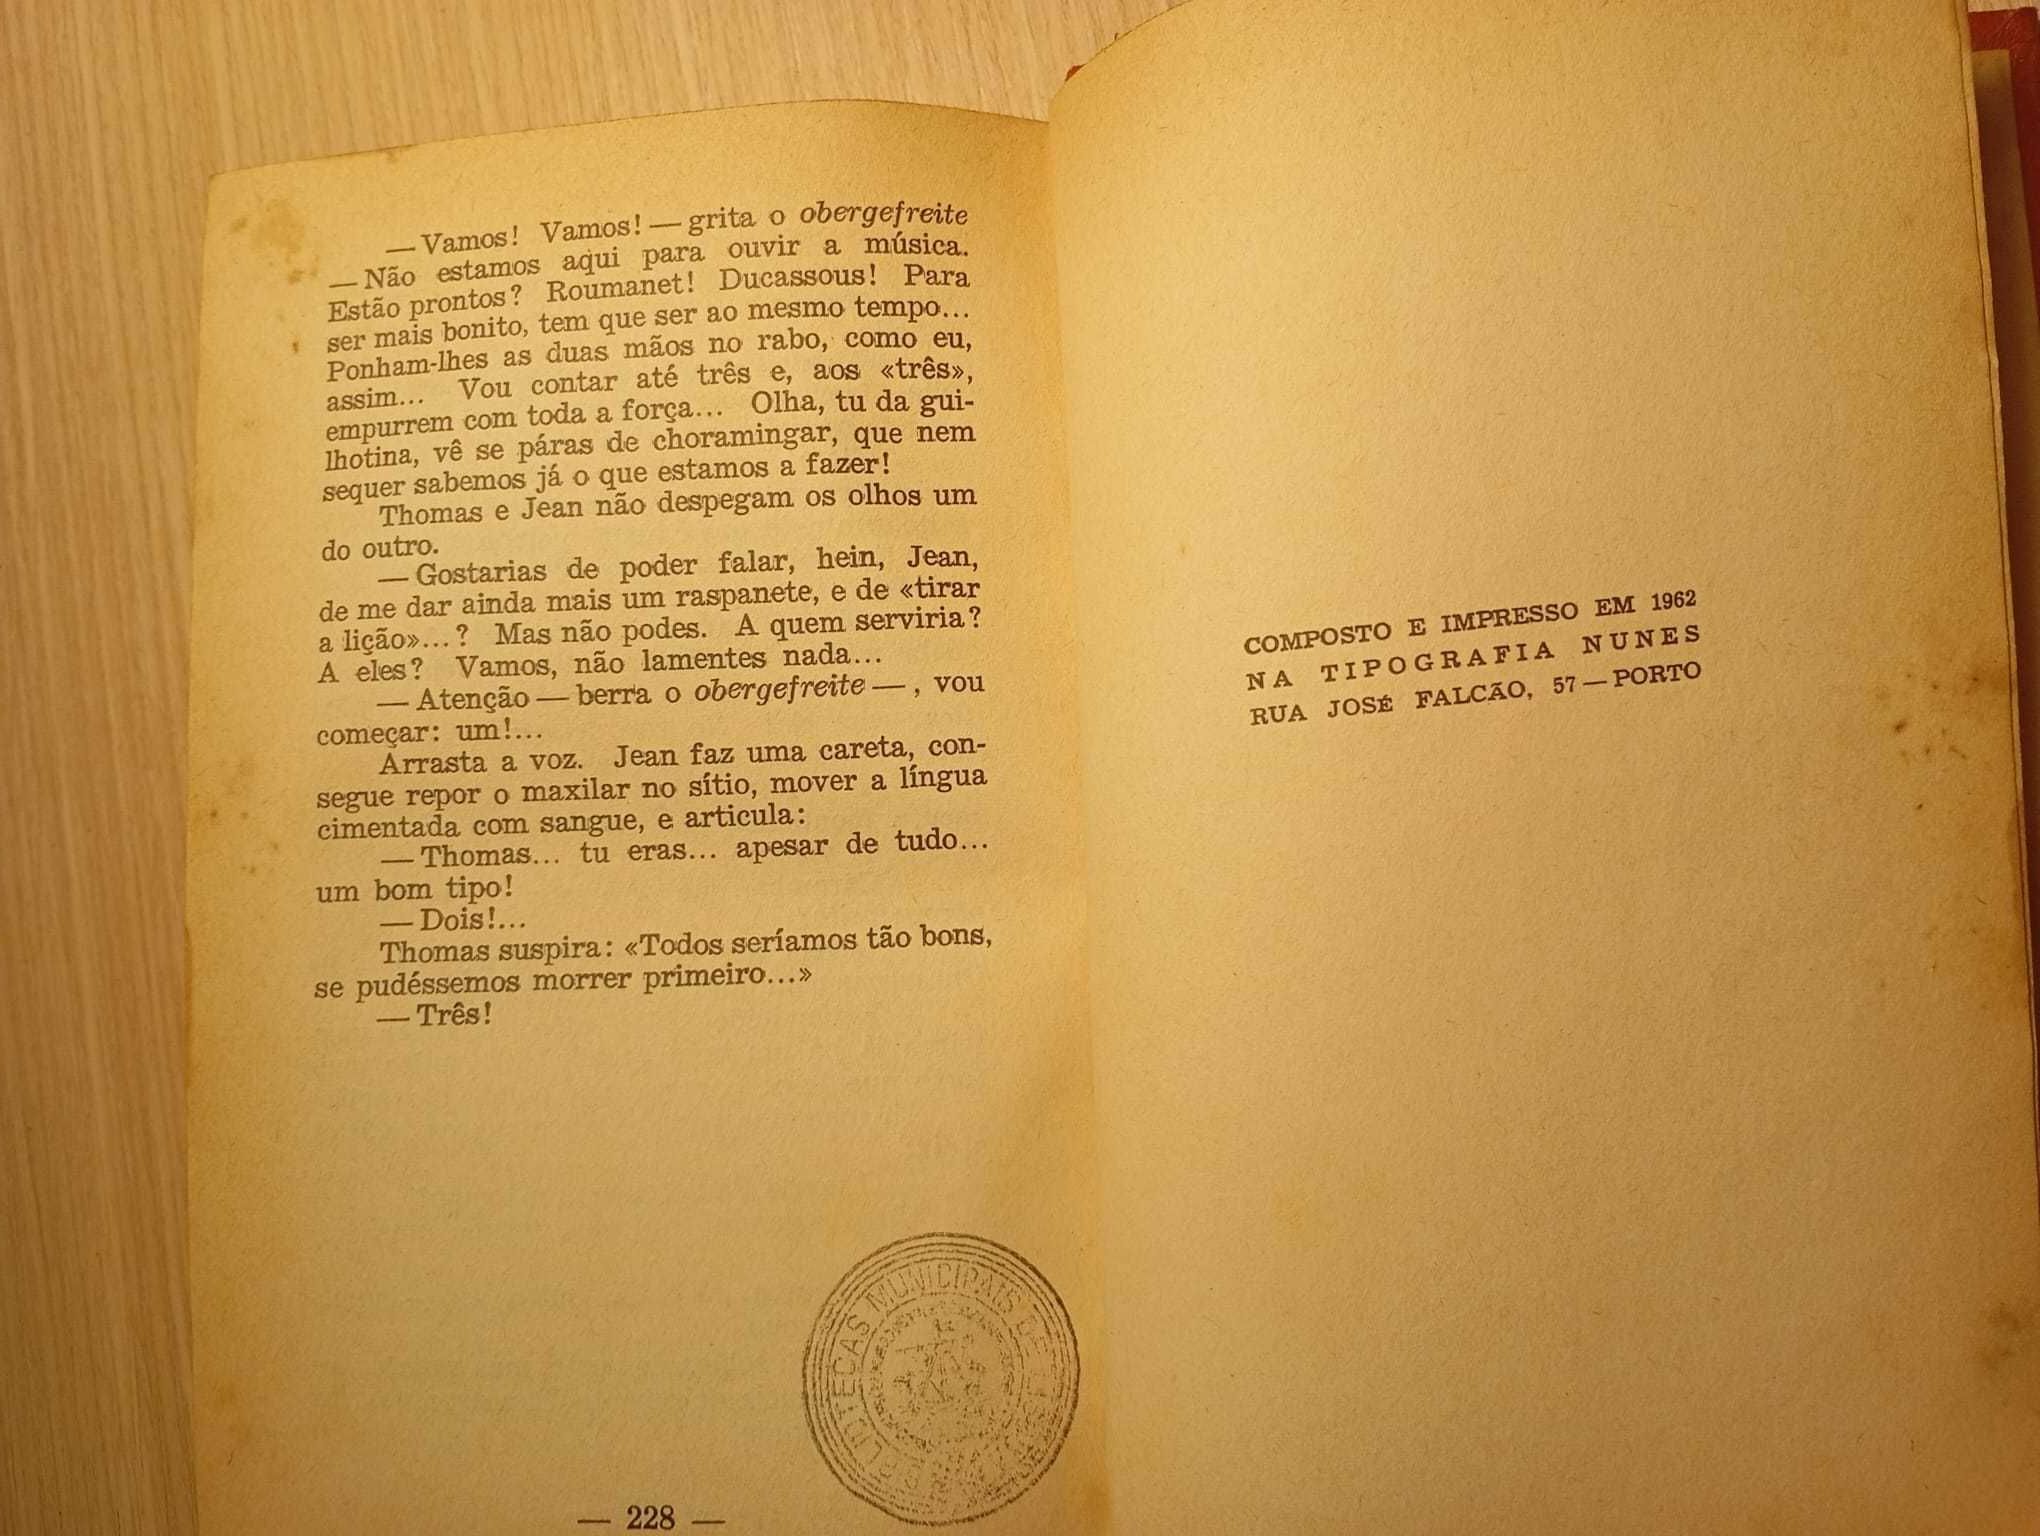 — Vamos! Vamos! — grita o obergefreite
— Não estamos aqui para ouvir a música.
Estão prontos? Roumanet! Ducassous! Para
ser mais bonito, tem que ser ao mesmo tempo...
Ponham-lhes as duas mãos no rabo, como eu,
assim... Vou contar até três e, aos «três»,
empurrem com toda a força... Olha, tu da gui-
lhotina, vê se páras de choramingar, que nem
sequer sabemos já o que estamos a fazer!
Thomas e Jean não despegam os olhos um
do outro.
— Gostarias de poder falar, hein, Jean,
de me dar ainda mais um raspanete, e de «tirar
a lição»...? Mas não podes. A quem serviria?
A eles? Vamos, não lamentes nada...
— Atenção — berra o obergefreite — , vou
começar: um!...
Arrasta a voz. Jean faz uma careta, con-
segue repor o maxilar no sítio, mover a língua
cimentada com sangue, e articula:
— Thomas... tu eras... apesar de tudo...
um bom tipo!
— Dois!...
Thomas suspira: «Todos seríamos tão bons,
se pudéssemos morrer primeiro...»
— Três!
BIBLIOTECAS MUNICIPAIS DE
— 228 —
COMPOSTO E IMPRESSO EM 1962
NA TIPOGRAFIA NUNES
RUA JOSÉ FALCÃO, 57 — PORTO